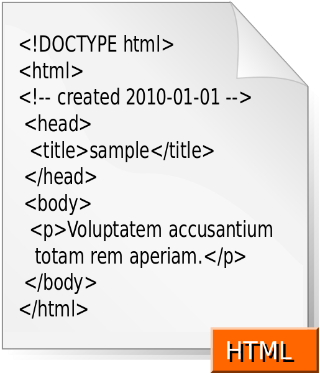 <!DOCTYPE html>
<html>
<!-- created 2010-01-01 -->
<head>
<title>sample</title>
</head>
<body>
<p>Voluptatem accusantium
totam rem aperiam.</p>
</body>
</html>
HTML